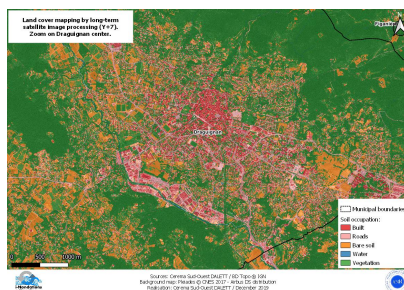 Land cover mapping by long-term
satellite image processing (Y+7).
Zoom on Draguignan center.
Draguignan
Municipal boundaries
Soil occupation:
Built
Roads
Bare soil
Water
Vegetation
0 500 1000 m
Sources: Cerema Sud-Ouest DALETT / BD Topo ® IGN
Background map: Pleiades © CNES 2017 - Airbus DS distribution
Realisation: Cerema Sud-Ouest DALETT / December 2019